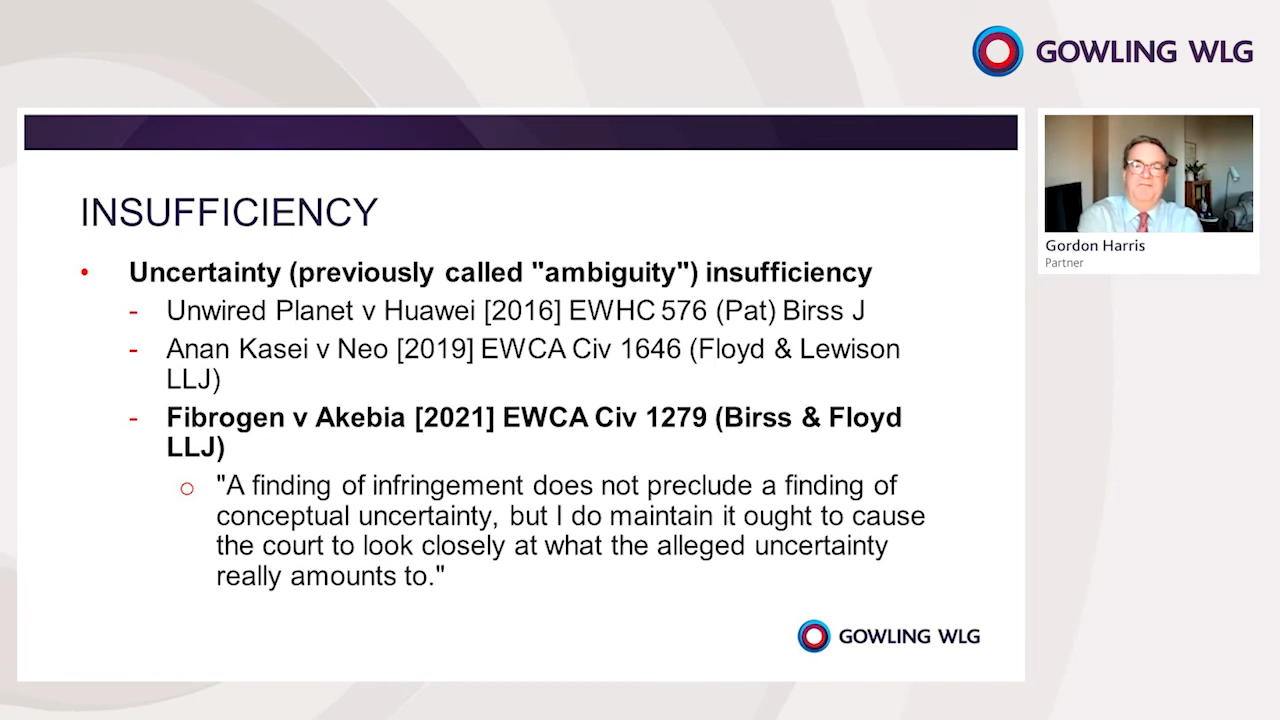 GOWLING WLG
INSUFFICIENCY
• Uncertainty (previously called "ambiguity") insufficiency
- Unwired Planet v Huawei [2016] EWHC 576 (Pat) Birss J
- Anan Kasei v Neo [2019] EWCA Civ 1646 (Floyd & Lewison
LLJ)
- Fibrogen v Akebia [2021] EWCA Civ 1279 (Birss & Floyd
LLJ)
o "A finding of infringement does not preclude a finding of
conceptual uncertainty, but I do maintain it ought to cause
the court to look closely at what the alleged uncertainty
really amounts to."
GOWLING WLG
Gordon Harris
Partner